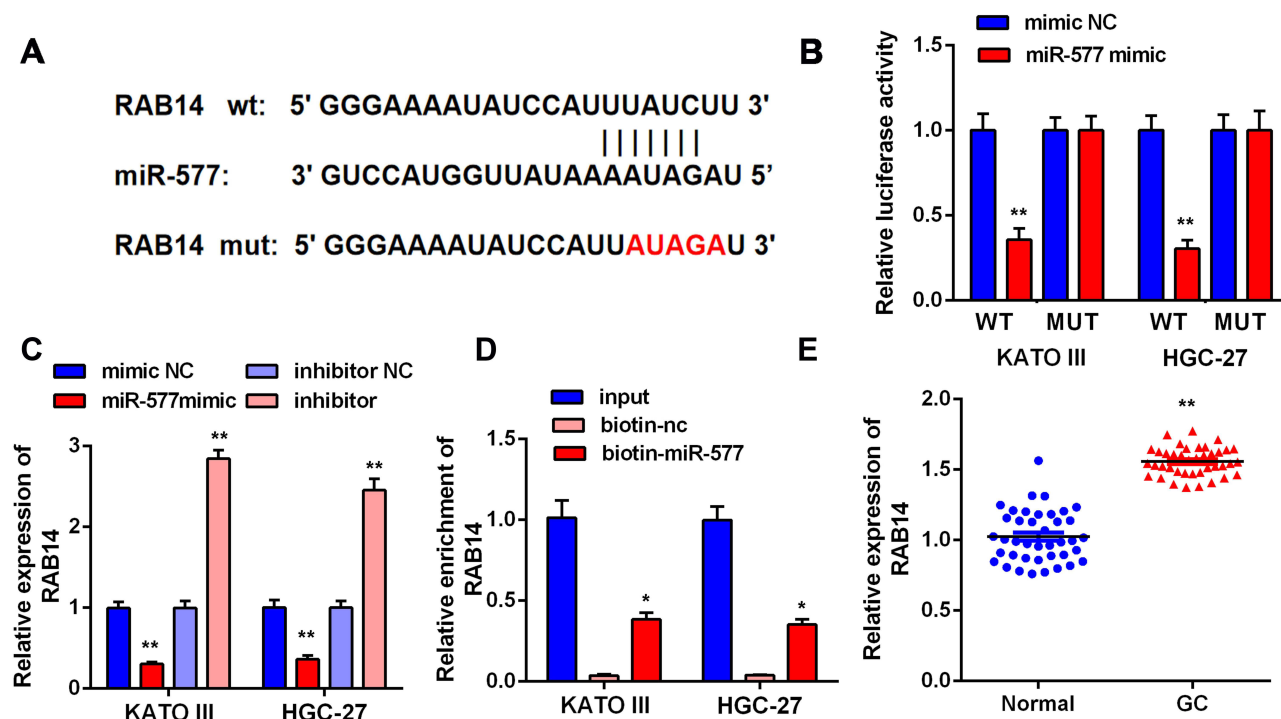 A
RAB14 wt: 5' GGGAAAAUAUCCAUUUAUCUU 3'
|||||||
miR-577: 3' GUCCAUGGUUAUAAAAUAGAU 5’
RAB14 mut: 5' GGGAAAAUAUCCAUUAUAGAU 3'
B
mimic NC
miR-577 mimic
Relative luciferase activity
1.5
1.0
0.5
0.0
**
**
WT MUT WT MUT
KATO III HGC-27
C
mimic NC inhibitor NC
miR-577mimic inhibitor
Relative expression of
RAB14
3
2
1
0
**
**
**
**
KATO III HGC-27
D
input
biotin-nc
biotin-miR-577
Relative enrichment of
RAB14
1.5
1.0
0.5
0.0
*
*
KATO III HGC-27
E
Relative expression of
RAB14
2.0
1.5
1.0
0.5
0.0
**
Normal GC